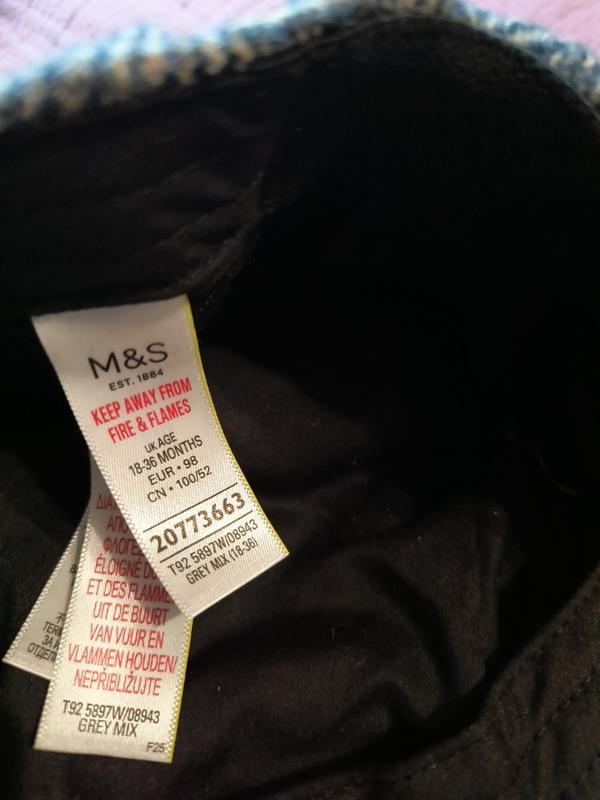 M&S
EST. 1884
KEEP AWAY FROM
FIRE & FLAMES
UK AGE
18-36 MONTHS
EUR • 98
CN • 100/52
20773663
T92 5897W/08943
GREY MIX (18-36)
ΑΠΟ
ΦΛΟΓΕΣ
ÉLOIGNÉ DU
ET DES FLAMMES
UIT DE BUURT
VAN VUUR EN
VLAMMEN HOUDEN/
NEPŘIBLIŽUJTE
T92 5897W/08943
GREY MIX
F25